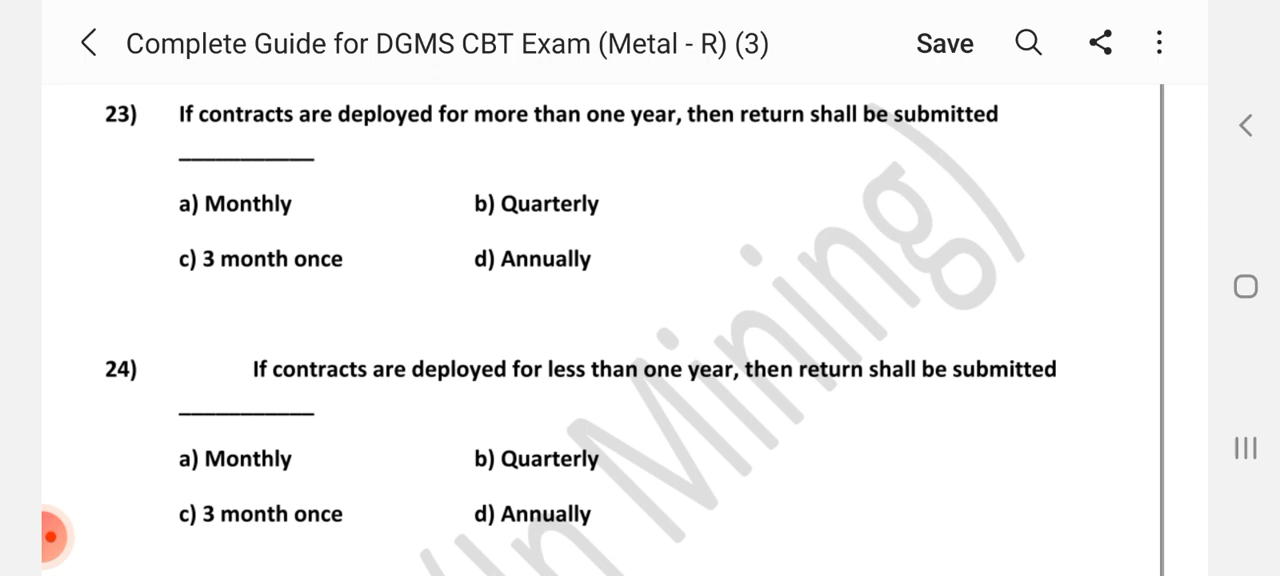 Complete Guide for DGMS CBT Exam (Metal - R) (3) Save
23) If contracts are deployed for more than one year, then return shall be submitted
___________
a) Monthly b) Quarterly
c) 3 month once d) Annually
24) If contracts are deployed for less than one year, then return shall be submitted
___________
a) Monthly b) Quarterly
c) 3 month once d) Annually
(In Mining)